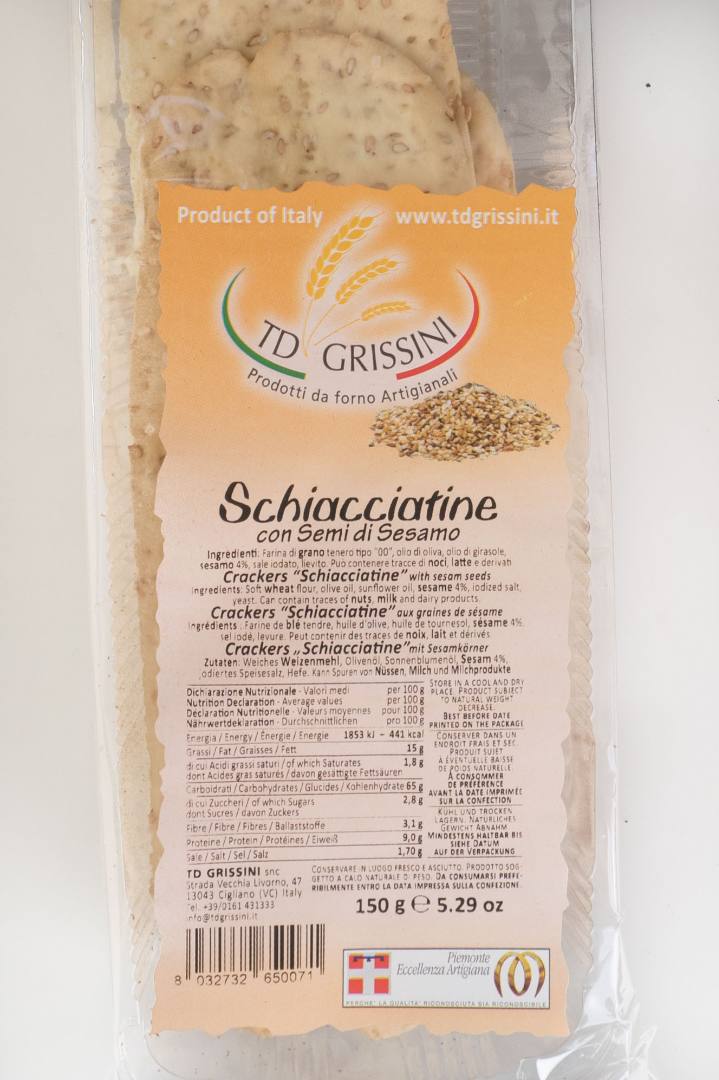 Product of Italy
www.tdgrissini.it
TD GRISSINI
Prodotti da forno Artigianali
Schiacciatine
con Semi di Sesamo
Ingredienti: Farina di grano tenero tipo "00", olio di oliva, olio di girasole,
sesamo 4%, sale iodato, lievito. Può contenere tracce di noci, latte e derivati
Crackers "Schiacciatine" with sesam seeds
Ingredients: Soft wheat flour, olive oil, sunflower oil, sesame 4%, iodized salt,
yeast. Can contain traces of nuts, milk and dairy products
Crackers "Schiacciatine" aux graines de sésame
Ingrédients: Farine de blé tendre, huile d'olive, huile de tournesol, sésame 4%,
sel iodé, levure. Peut contenir des traces de noix, lait et dérivés
Crackers „Schiacciatine" mit Sesamkörner
Zutaten: Weiches Weizenmehl, Olivenöl, Sonnenblumenöl, Sesam 4%,
jodiertes Speisesalz, Hefe. Kann Spuren von Nüssen, Milch und Milchprodukte
Dichiarazione Nutrizionale - Valori medi per 100 g
Nutrition Declaration - Average values per 100 g
Déclaration Nutritionelle - Valeurs moyennes pour 100 g
Nährwertdeklaration - Durchschnittlichen pro 100 g
Energia / Energy / Énergie / Energie 1853 kJ - 441 kcal
Grassi / Fat / Graisses / Fett 15 g
di cui Acidi grassi saturi / of which Saturates 1,8 g
dont Acides gras saturés / davon gesättigte Fettsäuren
Carboidrati / Carbohydrates / Glucides / Kohlenhydrate 65 g
di cui Zuccheri / of which Sugars 2,8 g
dont Sucres / davon Zuckers
Fibre / Fibre / Fibres / Ballaststoffe 3,1 g
Proteine / Protein / Protéines / Eiweiß 9,0 g
Sale / Salt / Sel / Salz 1,70 g
STORE IN A COOL AND DRY
PLACE. PRODUCT SUBJECT
TO NATURAL WEIGHT
DECREASE.
BEST BEFORE DATE
PRINTED ON THE PACKAGE
CONSERVER DANS UN
ENDROIT FRAIS ET SEC.
PRODUIT SUJET
À ÉVENTUELLE BAISSE
DE POIDS NATURELLE.
À CONSOMMER
DE PRÉFÉRENCE
AVANT LA DATE IMPRIMÉE
SUR LA CONFECTION
KÜHL UND TROCKEN
LAGERN. NATÜRLICHES
GEWICHT ABNAHM.
MINDESTENS HALTBAR BIS
SIEHE DATUM
AUF DER VERPACKUNG
TD GRISSINI snc
Strada Vecchia Livorno, 47
13043 Cigliano (VC) Italy
Tel. +39/0161 431333
info@tdgrissini.it
CONSERVARE IN LUOGO FRESCO E ASCIUTTO. PRODOTTO SOG-
GETTO A CALO NATURALE DI PESO. DA CONSUMARSI PREFE-
RIBILMENTE ENTRO LA DATA IMPRESSA SULLA CONFEZIONE.
150 g ℮ 5.29 oz
8 032732 650071
Piemonte
Eccellenza Artigiana
PERCHE' LA QUALITA' RICONOSCIUTA SIA RICONOSCIBILE